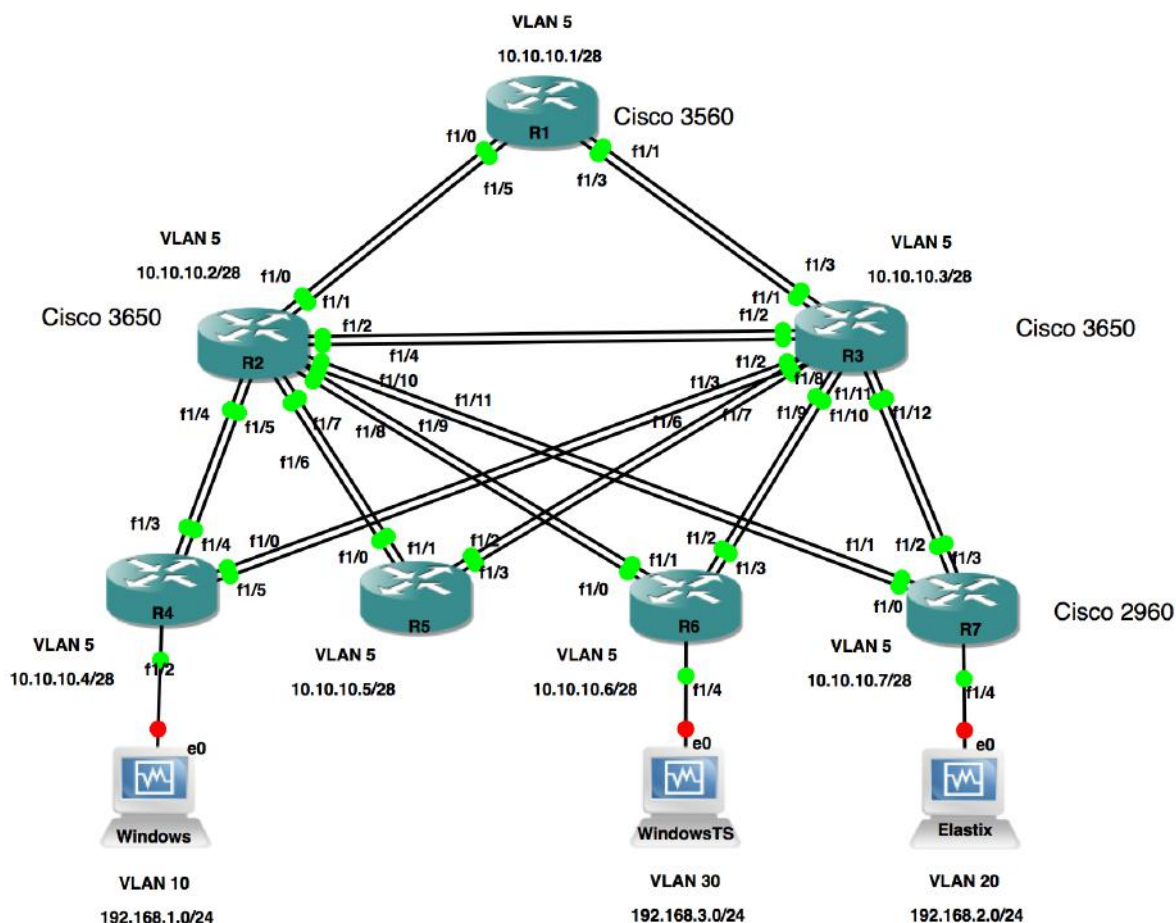 VLAN 5
10.10.10.1/28
Cisco 3560
R1
f1/0
f1/1
f1/5
f1/3
VLAN 5
10.10.10.2/28
VLAN 5
10.10.10.3/28
f1/0
f1/1
f1/3
f1/1
Cisco 3650
Cisco 3650
R2
R3
f1/2
f1/2
f1/4
f1/10
f1/11
f1/3
f1/2
f1/8
f1/11
f1/4
f1/5
f1/7
f1/6
f1/8
f1/9
f1/6
f1/7
f1/9
f1/10
f1/12
f1/3
f1/4
f1/0
f1/5
f1/0
f1/1
f1/2
f1/3
f1/0
f1/1
f1/2
f1/3
f1/1
f1/0
f1/2
f1/3
R4
R5
R6
R7
Cisco 2960
VLAN 5
10.10.10.4/28
VLAN 5
10.10.10.5/28
VLAN 5
10.10.10.6/28
VLAN 5
10.10.10.7/28
f1/2
f1/4
f1/4
e0
e0
e0
Windows
WindowsTS
Elastix
VLAN 10
192.168.1.0/24
VLAN 30
192.168.3.0/24
VLAN 20
192.168.2.0/24